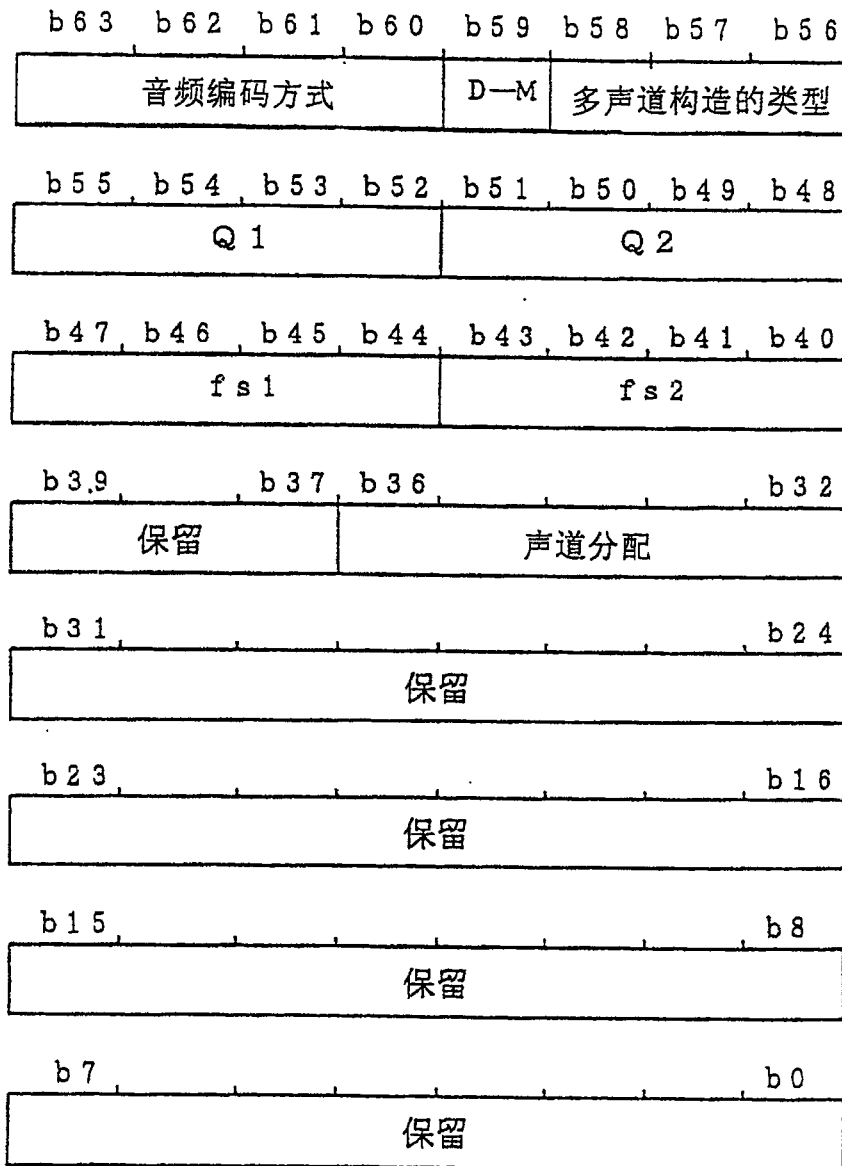 b63 b62 b61 b60 b59 b58 b57 b56
音频编码方式 D—M 多声道构造的类型
b55 b54 b53 b52 b51 b50 b49 b48
Q1 Q2
b47 b46 b45 b44 b43 b42 b41 b40
fs1 fs2
b39 b37 b36 b32
保留 声道分配
b31 b24
保留
b23 b16
保留
b15 b8
保留
b7 b0
保留